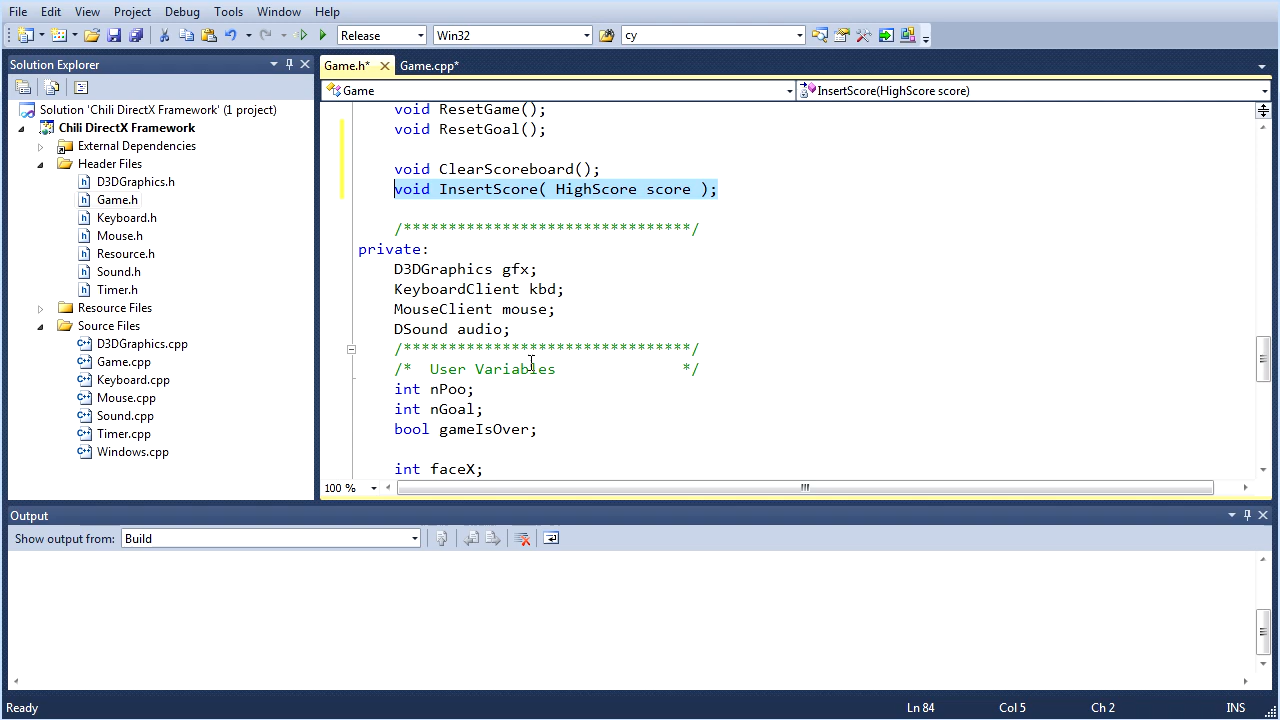 File Edit View Project Debug Tools Window Help
Release Win32 cy
Solution Explorer
Game.h* Game.cpp*
Game InsertScore(HighScore score)
Solution 'Chili DirectX Framework' (1 project)
Chili DirectX Framework
External Dependencies
Header Files
D3DGraphics.h
Game.h
Keyboard.h
Mouse.h
Resource.h
Sound.h
Timer.h
Resource Files
Source Files
D3DGraphics.cpp
Game.cpp
Keyboard.cpp
Mouse.cpp
Sound.cpp
Timer.cpp
Windows.cpp
void ResetGame();
void ResetGoal();
void ClearScoreboard();
void InsertScore( HighScore score );
/********************************/
private:
D3DGraphics gfx;
KeyboardClient kbd;
MouseClient mouse;
DSound audio;
/********************************/
/*  User Variables              */
int nPoo;
int nGoal;
bool gameIsOver;
int faceX;
100 %
Output
Show output from: Build
Ready Ln 84 Col 5 Ch 2 INS